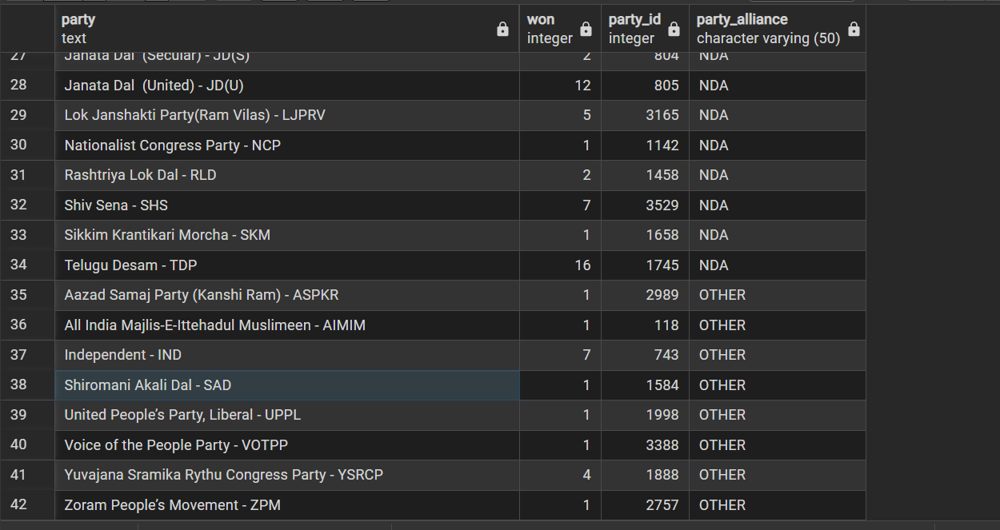 party won party_id party_alliance
text integer integer character varying (50)
27 Janata Dal  (Secular) - JD(S) 2 804 NDA
28 Janata Dal  (United) - JD(U) 12 805 NDA
29 Lok Janshakti Party(Ram Vilas) - LJPRV 5 3165 NDA
30 Nationalist Congress Party - NCP 1 1142 NDA
31 Rashtriya Lok Dal - RLD 2 1458 NDA
32 Shiv Sena - SHS 7 3529 NDA
33 Sikkim Krantikari Morcha - SKM 1 1658 NDA
34 Telugu Desam - TDP 16 1745 NDA
35 Aazad Samaj Party (Kanshi Ram) - ASPKR 1 2989 OTHER
36 All India Majlis-E-Ittehadul Muslimeen - AIMIM 1 118 OTHER
37 Independent - IND 7 743 OTHER
38 Shiromani Akali Dal - SAD 1 1584 OTHER
39 United People’s Party, Liberal - UPPL 1 1998 OTHER
40 Voice of the People Party - VOTPP 1 3388 OTHER
41 Yuvajana Sramika Rythu Congress Party - YSRCP 4 1888 OTHER
42 Zoram People’s Movement - ZPM 1 2757 OTHER